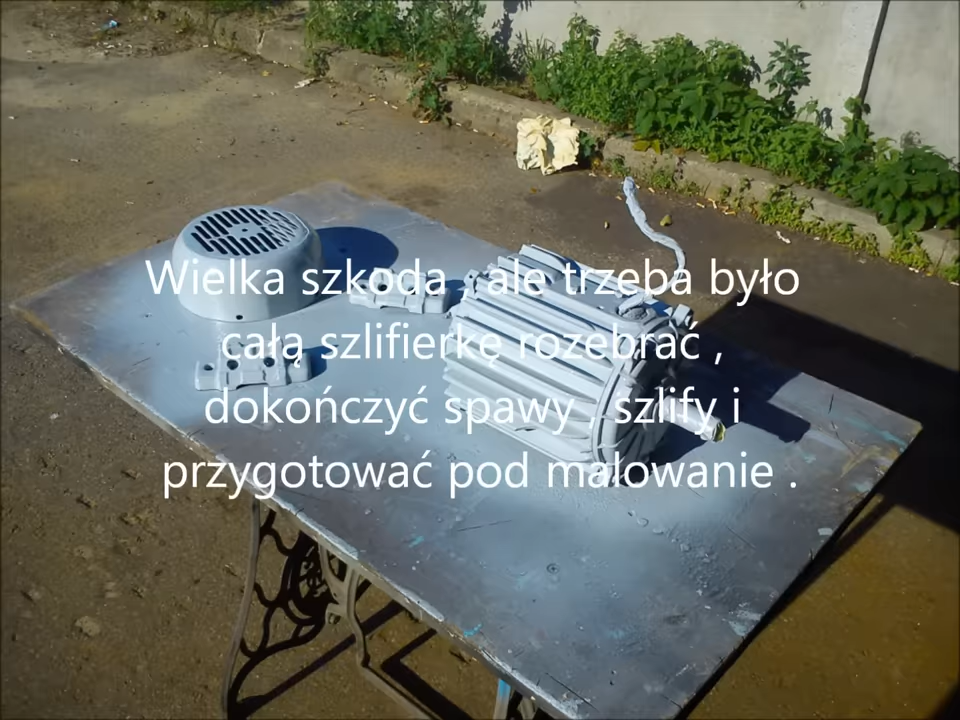 Wielka szkoda , ale trzeba było
całą szlifierkę rozebrać ,
dokończyć spawy , szlify i
przygotować pod malowanie .